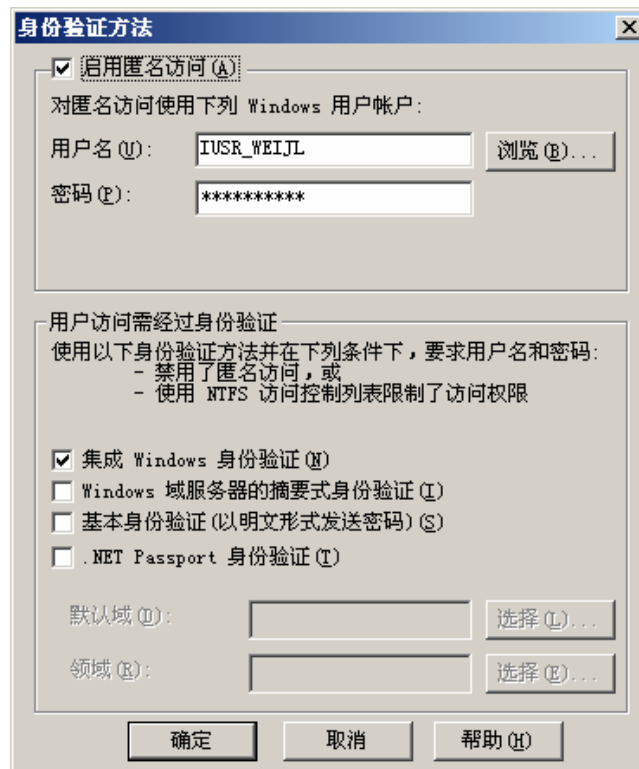 身份验证方法
启用匿名访问(A)
对匿名访问使用下列 Windows 用户帐户:
用户名(U): IUSR_WEIJL 浏览(B)...
密码(P): **********
用户访问需经过身份验证
使用以下身份验证方法并在下列条件下，要求用户名和密码:
- 禁用了匿名访问，或
- 使用 NTFS 访问控制列表限制了访问权限
集成 Windows 身份验证(N)
Windows 域服务器的摘要式身份验证(I)
基本身份验证(以明文形式发送密码)(S)
.NET Passport 身份验证(T)
默认域(D): 选择(L)...
领域(R): 选择(E)...
确定 取消 帮助(H)